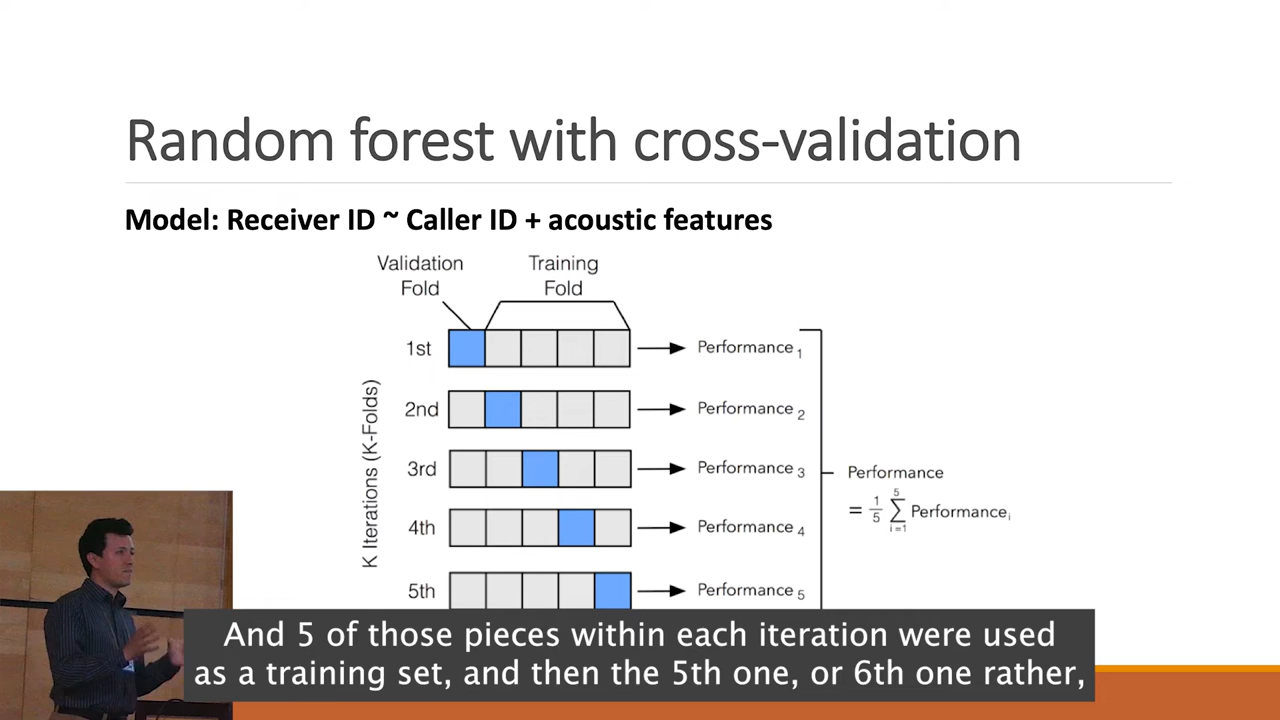 Random forest with cross-validation
Model: Receiver ID ~ Caller ID + acoustic features
Validation Fold
Training Fold
K Iterations (K-Folds)
1st
Performance 1
2nd
Performance 2
3rd
Performance 3
4th
Performance 4
5th
Performance 5
Performance
= 1/5 5 ∑ i=1 Performance i
And 5 of those pieces within each iteration were used
as a training set, and then the 5th one, or 6th one rather,